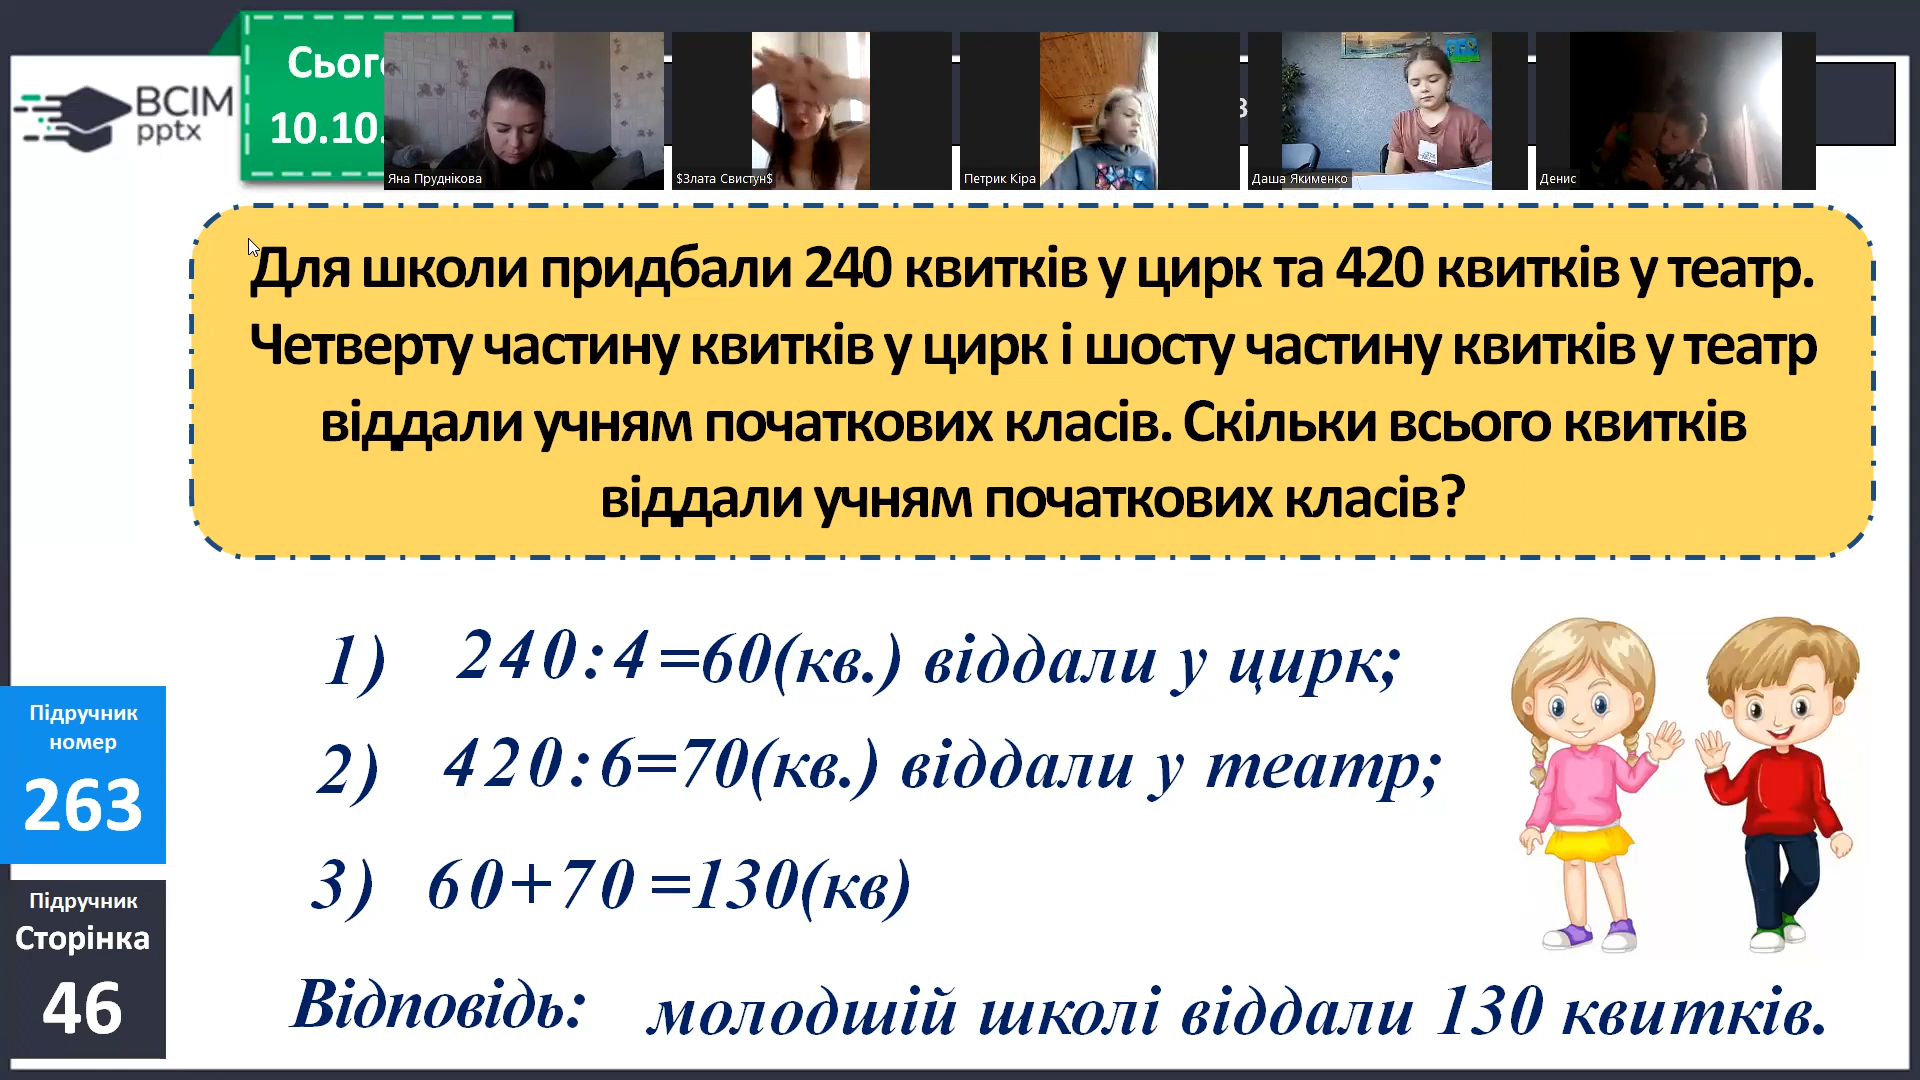 ВСІМ
pptx
Сього
10.10.
Яна Пруднікова
$Злата Свистун$
Петрик Кіра
Даша Якименко
Денис
Для школи придбали 240 квитків у цирк та 420 квитків у театр.
Четверту частину квитків у цирк і шосту частину квитків у театр
віддали учням початкових класів. Скільки всього квитків
віддали учням початкових класів?
1) 240:4=60(кв.) віддали у цирк;
2) 420:6=70(кв.) віддали у театр;
3) 60+70=130(кв)
Відповідь: молодшій школі віддали 130 квитків.
Підручник
номер
263
Підручник
Сторінка
46